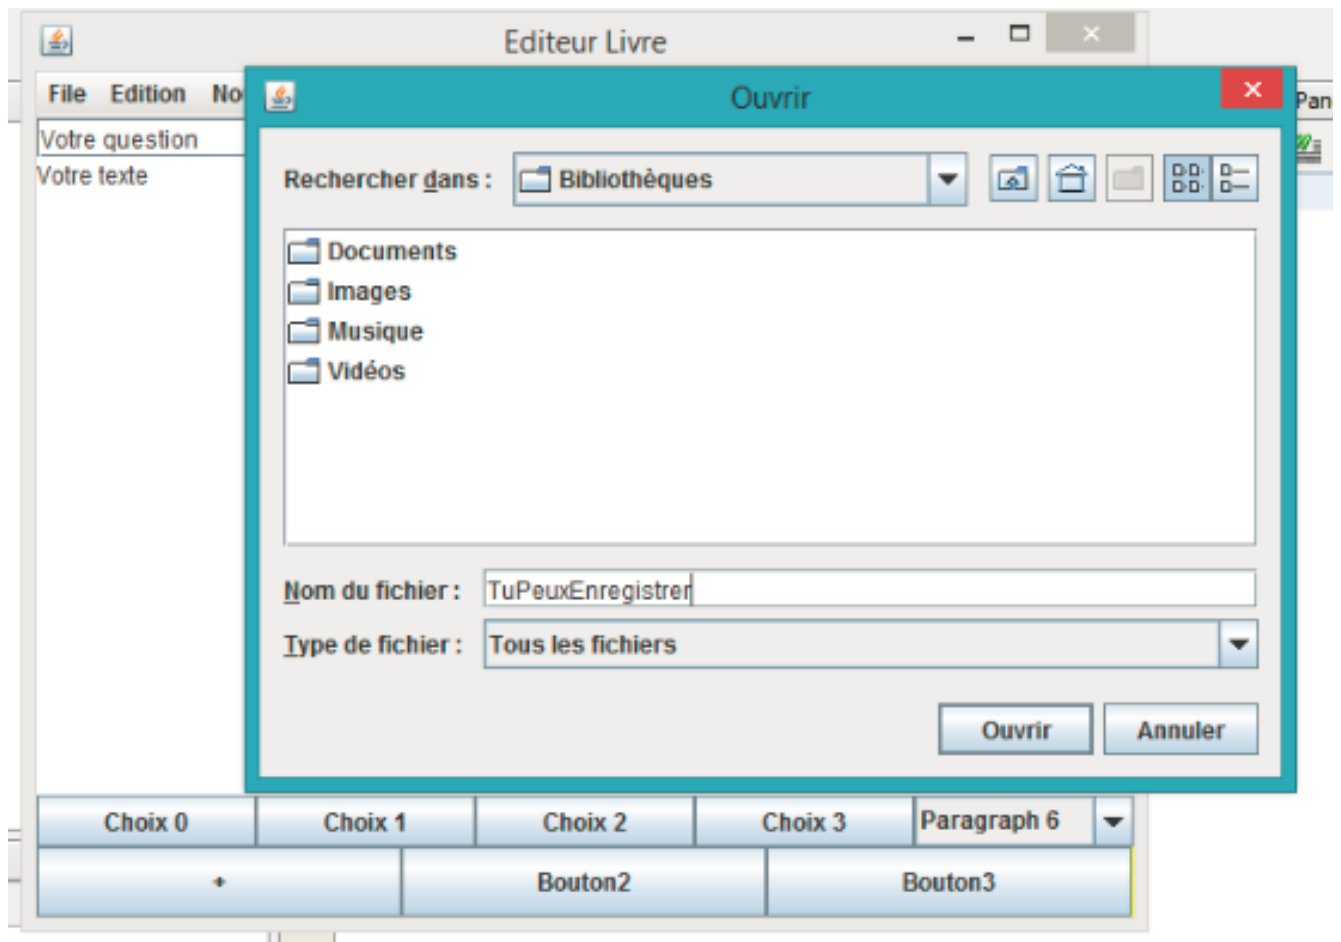 Editeur Livre
File Edition No
Ouvrir
Pan
Votre question
Votre texte
Rechercher dans : Bibliothèques
Documents
Images
Musique
Vidéos
Nom du fichier : TuPeuxEnregistrer
Type de fichier : Tous les fichiers
Ouvrir Annuler
Choix 0 Choix 1 Choix 2 Choix 3 Paragraph 6
+ Bouton2 Bouton3